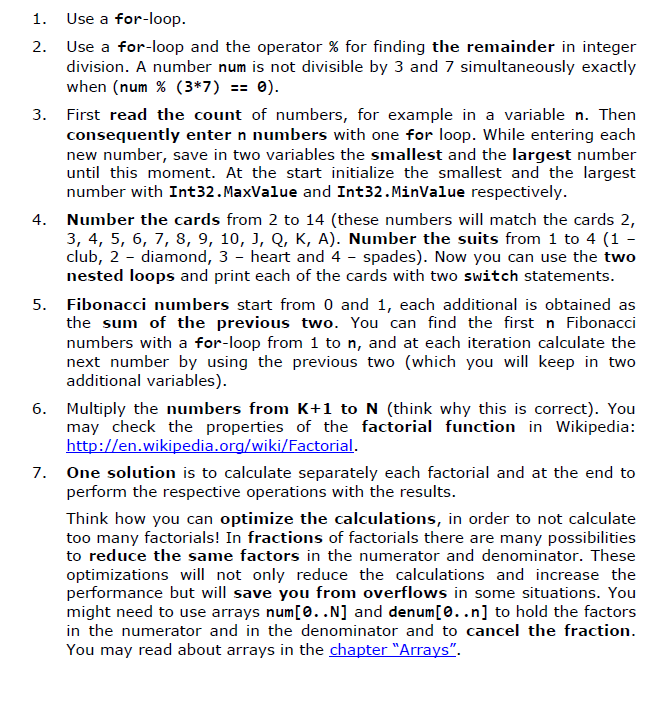 1. Use a for-loop.
2. Use a for-loop and the operator % for finding the remainder in integer
division. A number num is not divisible by 3 and 7 simultaneously exactly
when (num % (3*7) == 0).
3. First read the count of numbers, for example in a variable n. Then
consequently enter n numbers with one for loop. While entering each
new number, save in two variables the smallest and the largest number
until this moment. At the start initialize the smallest and the largest
number with Int32.MaxValue and Int32.MinValue respectively.
4. Number the cards from 2 to 14 (these numbers will match the cards 2,
3, 4, 5, 6, 7, 8, 9, 10, J, Q, K, A). Number the suits from 1 to 4 (1 –
club, 2 – diamond, 3 – heart and 4 – spades). Now you can use the two
nested loops and print each of the cards with two switch statements.
5. Fibonacci numbers start from 0 and 1, each additional is obtained as
the sum of the previous two. You can find the first n Fibonacci
numbers with a for-loop from 1 to n, and at each iteration calculate the
next number by using the previous two (which you will keep in two
additional variables).
6. Multiply the numbers from K+1 to N (think why this is correct). You
may check the properties of the factorial function in Wikipedia:
http://en.wikipedia.org/wiki/Factorial.
7. One solution is to calculate separately each factorial and at the end to
perform the respective operations with the results.
Think how you can optimize the calculations, in order to not calculate
too many factorials! In fractions of factorials there are many possibilities
to reduce the same factors in the numerator and denominator. These
optimizations will not only reduce the calculations and increase the
performance but will save you from overflows in some situations. You
might need to use arrays num[0..N] and denum[0..n] to hold the factors
in the numerator and in the denominator and to cancel the fraction.
You may read about arrays in the chapter “Arrays”.